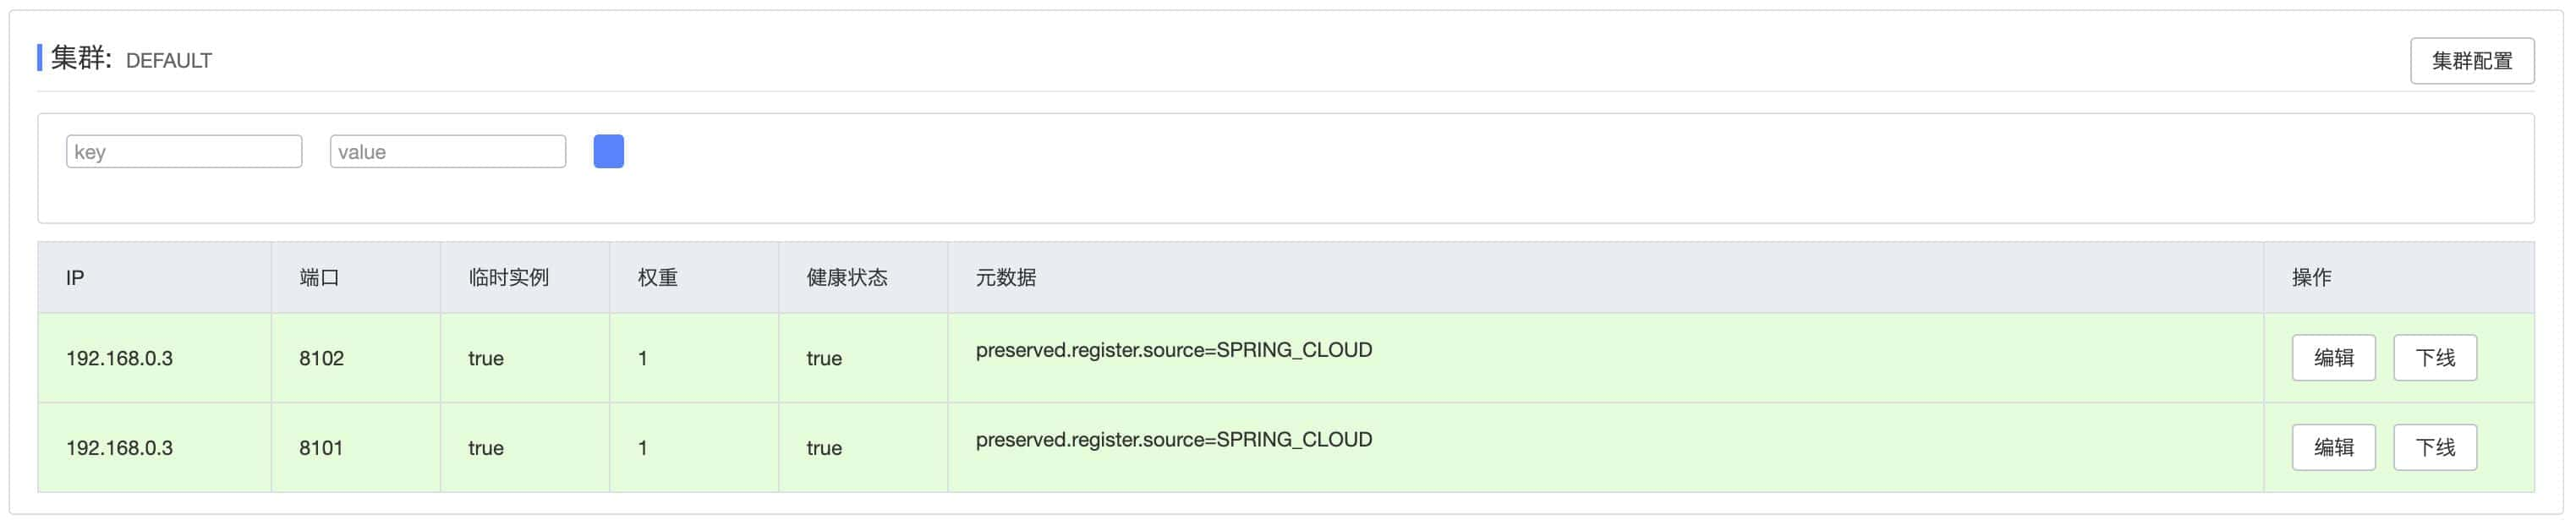 集群: DEFAULT
集群配置
key value
IP 端口 临时实例 权重 健康状态 元数据 操作
192.168.0.3 8102 true 1 true preserved.register.source=SPRING_CLOUD 编辑 下线
192.168.0.3 8101 true 1 true preserved.register.source=SPRING_CLOUD 编辑 下线